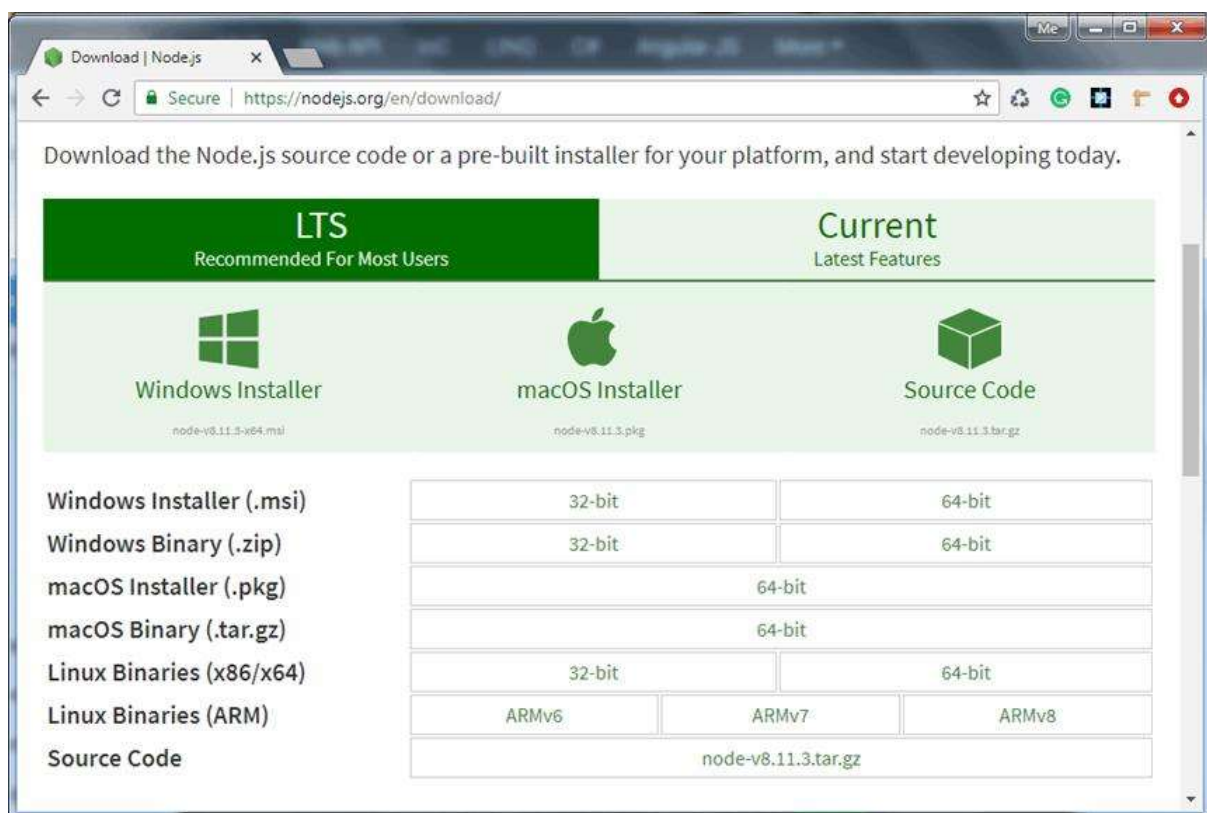 Me
Download | Node.js
Secure | https://nodejs.org/en/download/
Download the Node.js source code or a pre-built installer for your platform, and start developing today.
LTS
Recommended For Most Users
Current
Latest Features
Windows Installer
macOS Installer
Source Code
node-v8.11.3-x64.msi
node-v8.11.3.pkg
node-v8.11.3.tar.gz
Windows Installer (.msi) 32-bit 64-bit
Windows Binary (.zip) 32-bit 64-bit
macOS Installer (.pkg) 64-bit
macOS Binary (.tar.gz) 64-bit
Linux Binaries (x86/x64) 32-bit 64-bit
Linux Binaries (ARM) ARMv6 ARMv7 ARMv8
Source Code node-v8.11.3.tar.gz